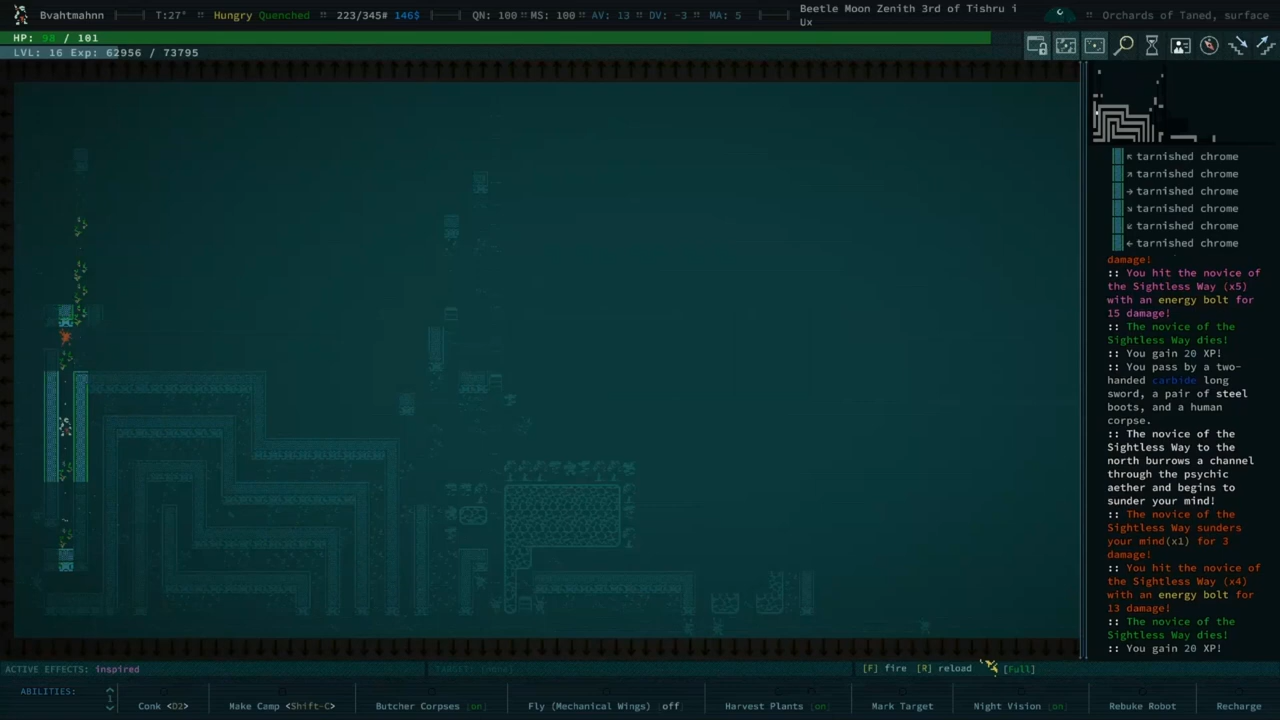 Bvahtmahnn T:27° :: Hungry Quenched :: 223/345# 146$ QN: 100 :: MS: 100 :: AV: 13 :: DV: -3 :: MA: 5 Beetle Moon Zenith 3rd of Tishru i Ux :: Orchards of Taned, surface
HP: 90 / 101
LVL: 16 Exp: 62956 / 73795
tarnished chrome
tarnished chrome
tarnished chrome
tarnished chrome
tarnished chrome
tarnished chrome
damage!
:: You hit the novice of
the Sightless Way (x5)
with an energy bolt for
15 damage!
:: The novice of the
Sightless Way dies!
:: You gain 20 XP!
:: You pass by a two-
handed carbide long
sword, a pair of steel
boots, and a human
corpse.
:: The novice of the
Sightless Way to the
north burrows a channel
through the psychic
aether and begins to
sunder your mind!
:: The novice of the
Sightless Way sunders
your mind(x1) for 3
damage!
:: You hit the novice of
the Sightless Way (x4)
with an energy bolt for
13 damage!
:: The novice of the
Sightless Way dies!
:: You gain 20 XP!
ACTIVE EFFECTS: inspired TARGET: [none] [F] fire [R] reload [Full]
ABILITIES: 1 Conk <02> Make Camp <Shift-C> Butcher Corpses [on] Fly (Mechanical Wings) [off] Harvest Plants [on] Mark Target Night Vision [on] Rebuke Robot Recharge